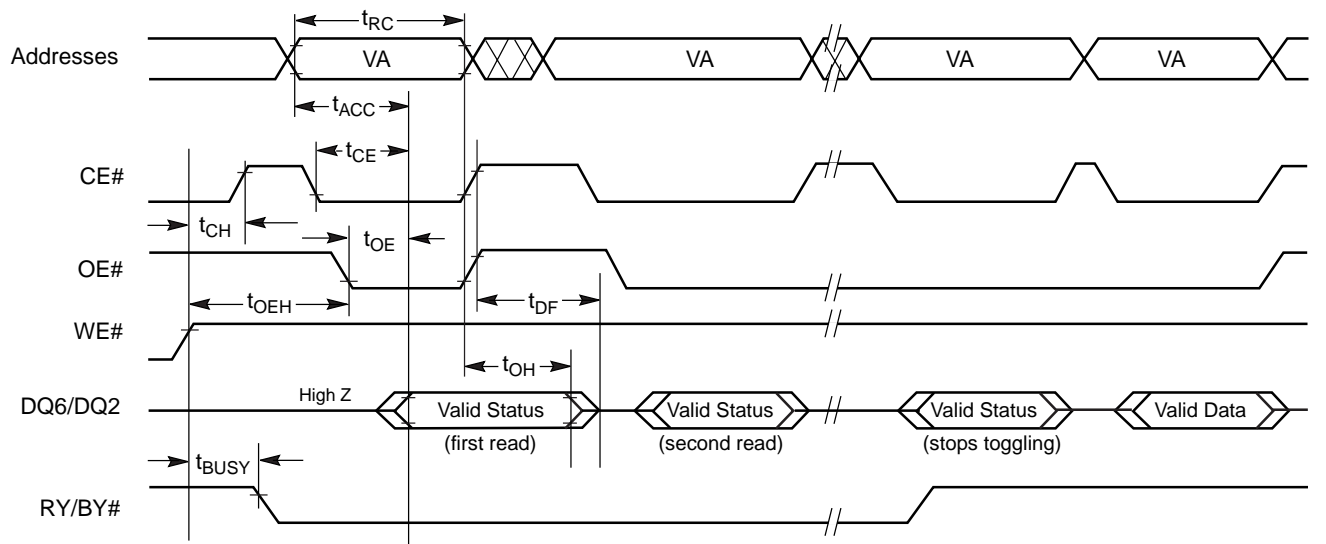 tRC
Addresses VA VA VA VA
tACC
tCE
CE#
tCH tOE
OE#
tOEH tDF
WE#
tOH
High Z
DQ6/DQ2 Valid Status Valid Status Valid Status Valid Data
(first read) (second read) (stops toggling)
tBUSY
RY/BY#